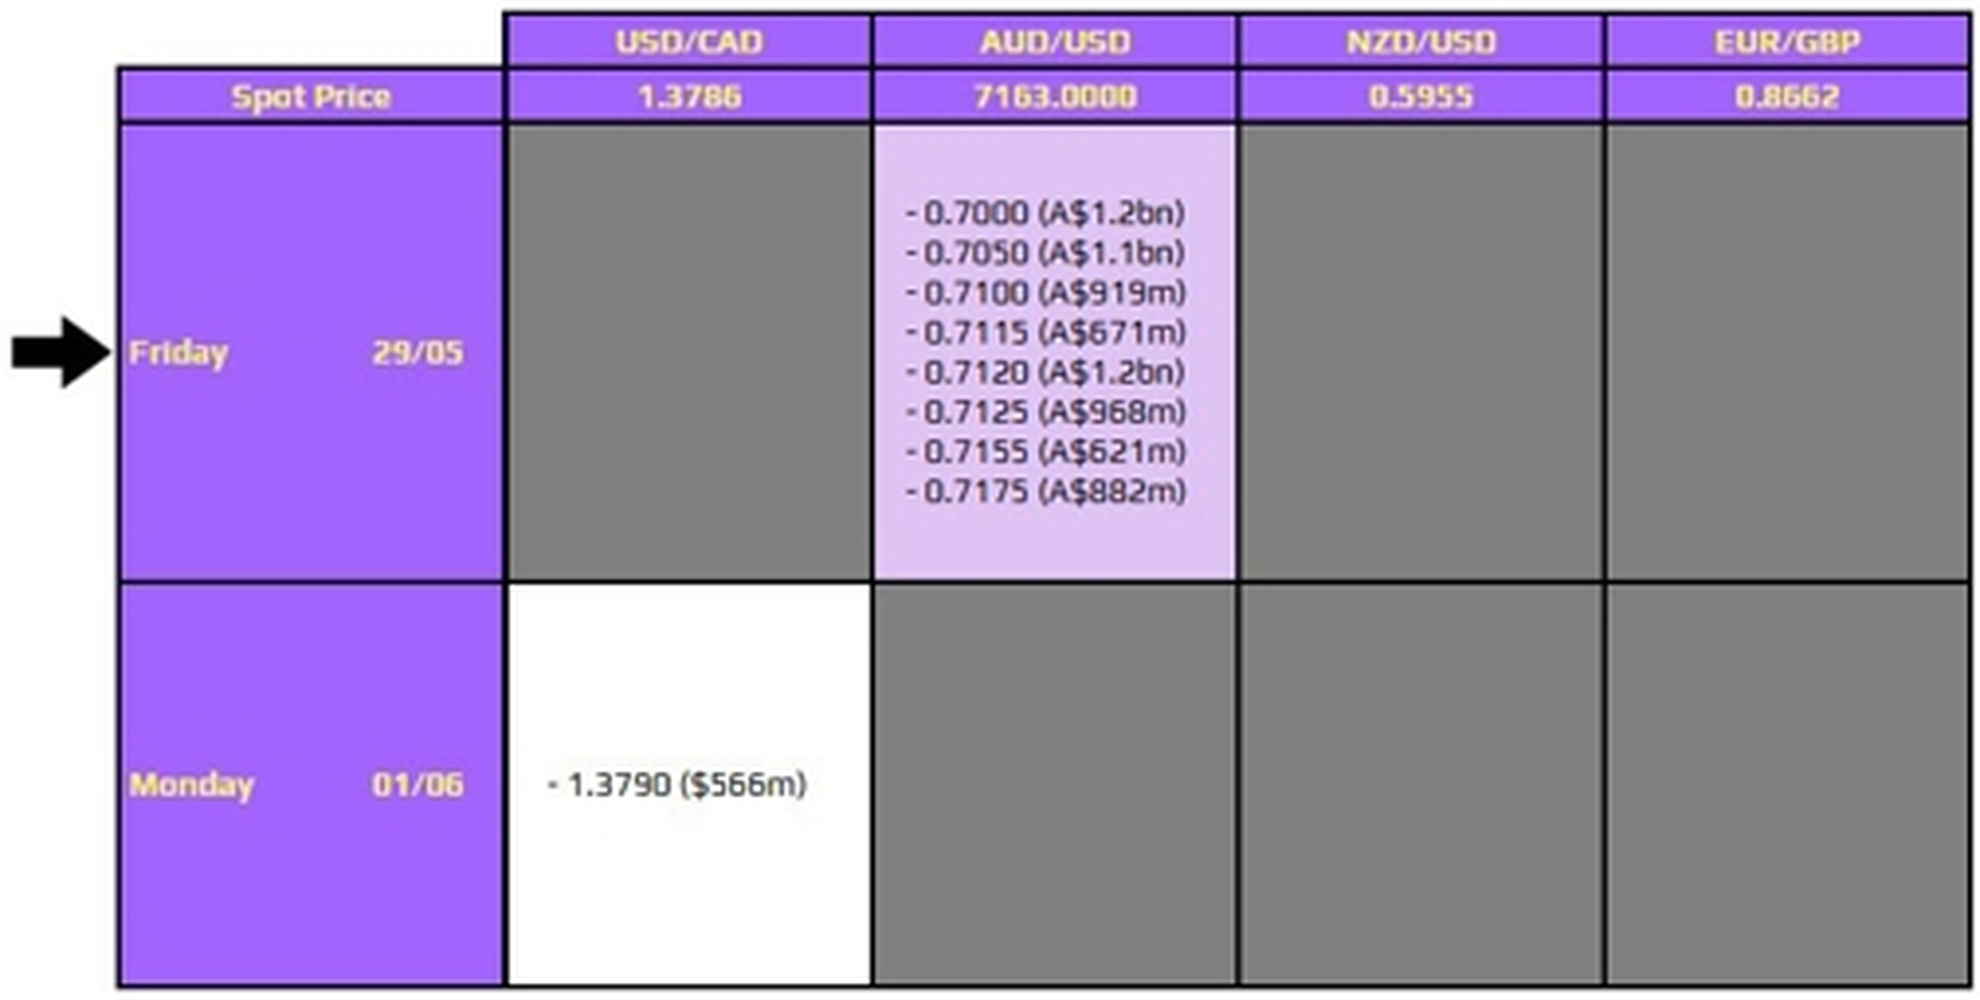 USD/CAD AUD/USD NZD/USD EUR/GBP
Spot Price 1.3786 7163.0000 0.5955 0.8662
Friday 29/05
- 0.7000 (A$1.2bn)
- 0.7050 (A$1.1bn)
- 0.7100 (A$919m)
- 0.7115 (A$671m)
- 0.7120 (A$1.2bn)
- 0.7125 (A$968m)
- 0.7155 (A$621m)
- 0.7175 (A$882m)
Monday 01/06 - 1.3790 ($566m)